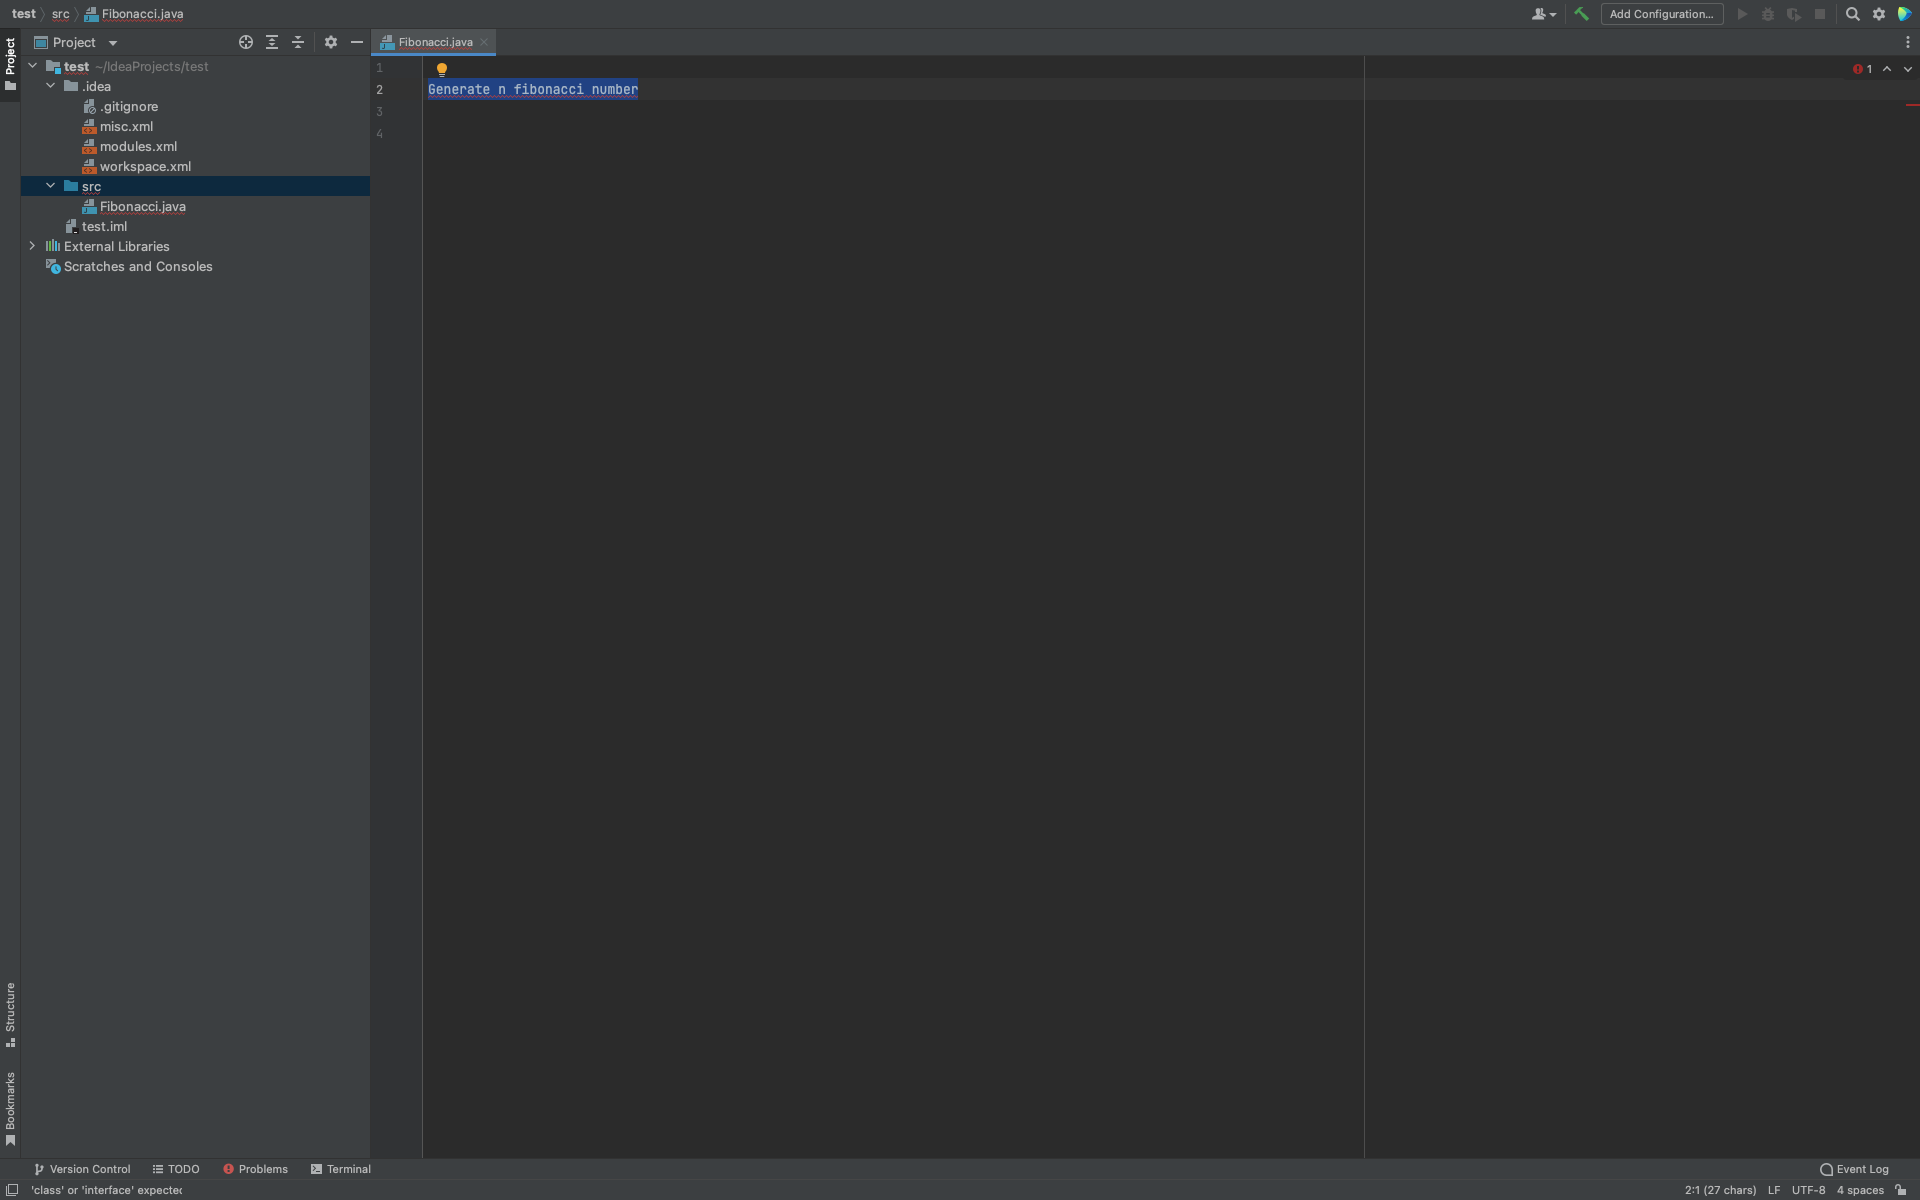 test src Fibonacci.java
Add Configuration...
Project
Project
Fibonacci.java
test ~/IdeaProjects/test
.idea
.gitignore
misc.xml
modules.xml
workspace.xml
src
Fibonacci.java
test.iml
External Libraries
Scratches and Consoles
1
2 Generate n fibonacci number
3
4
1
Structure
Bookmarks
Version Control TODO Problems Terminal Event Log
'class' or 'interface' expected 2:1 (27 chars) LF UTF-8 4 spaces